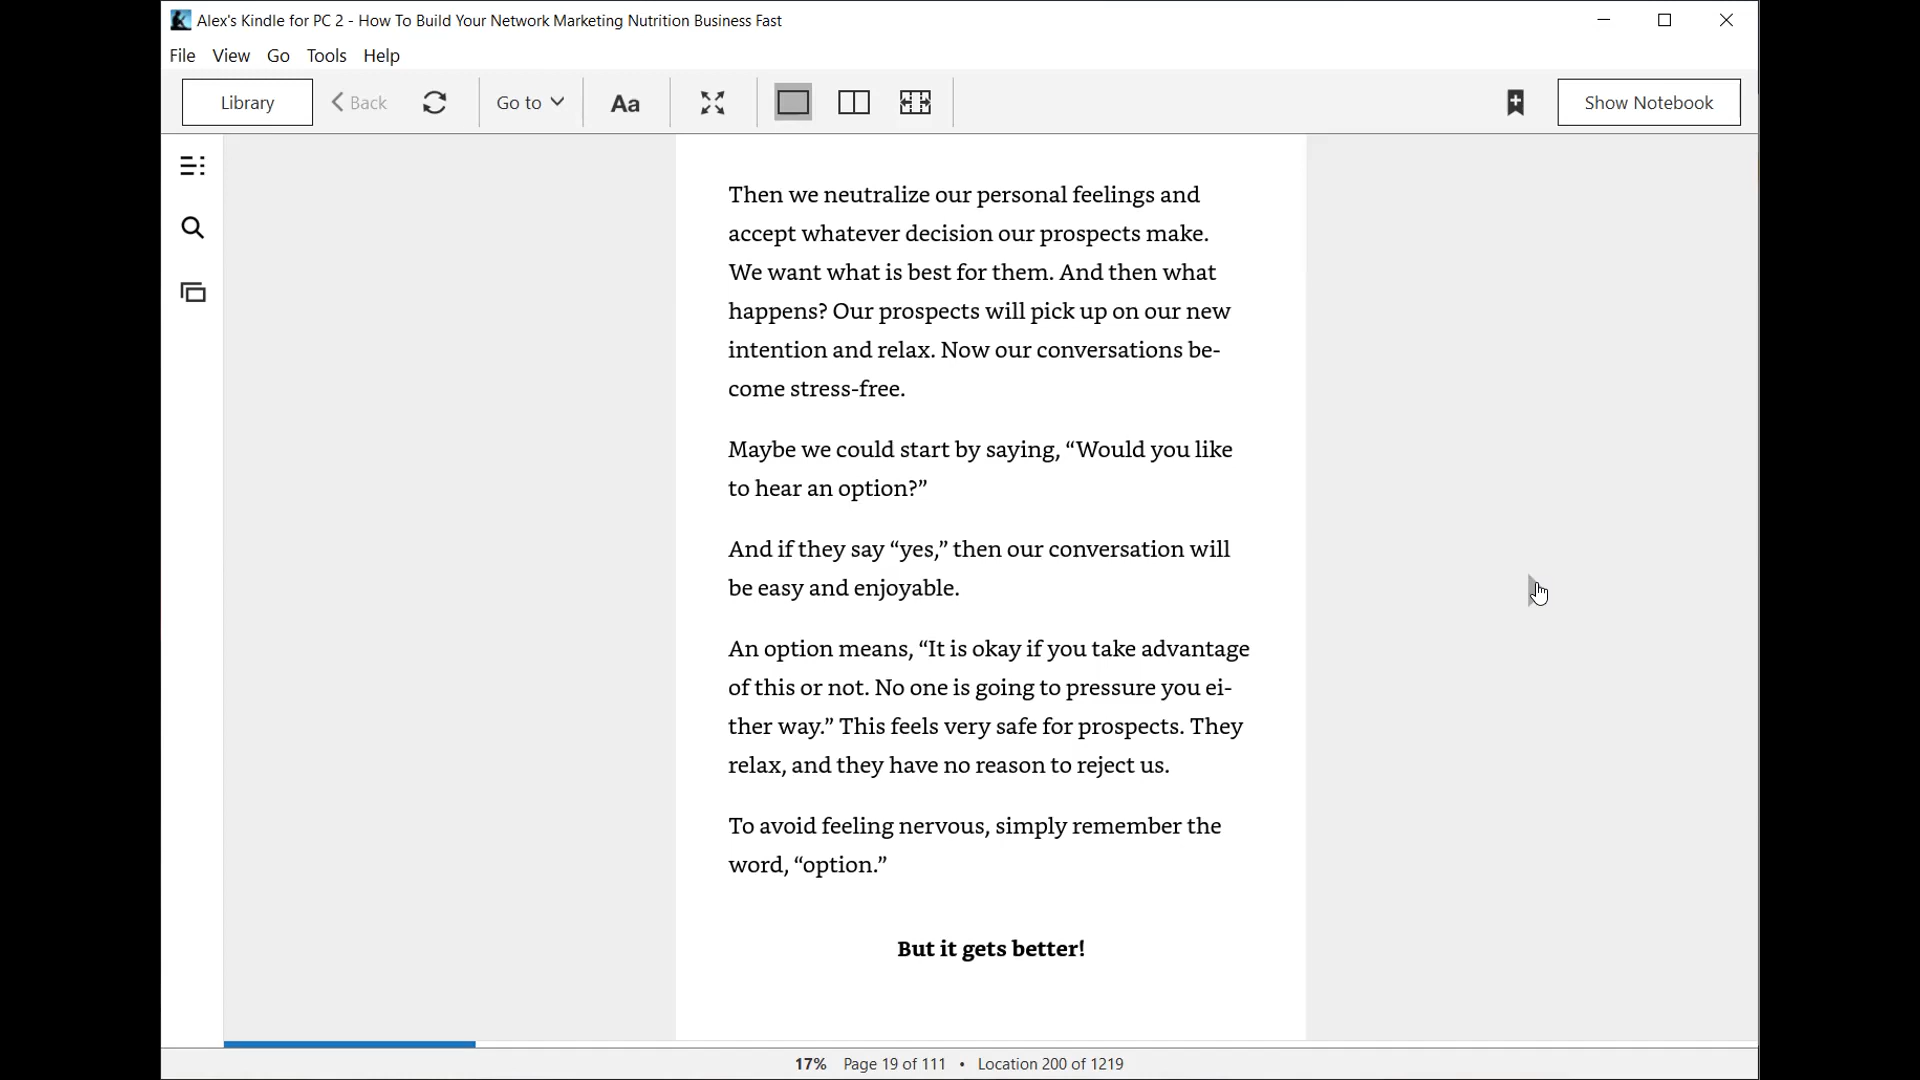 Alex's Kindle for PC 2 - How To Build Your Network Marketing Nutrition Business Fast
File View Go Tools Help
Library Back Go to Aa Show Notebook
Then we neutralize our personal feelings and
accept whatever decision our prospects make.
We want what is best for them. And then what
happens? Our prospects will pick up on our new
intention and relax. Now our conversations be-
come stress-free.
Maybe we could start by saying, “Would you like
to hear an option?”
And if they say “yes,” then our conversation will
be easy and enjoyable.
An option means, “It is okay if you take advantage
of this or not. No one is going to pressure you ei-
ther way.” This feels very safe for prospects. They
relax, and they have no reason to reject us.
To avoid feeling nervous, simply remember the
word, “option.”
But it gets better!
17% Page 19 of 111 • Location 200 of 1219